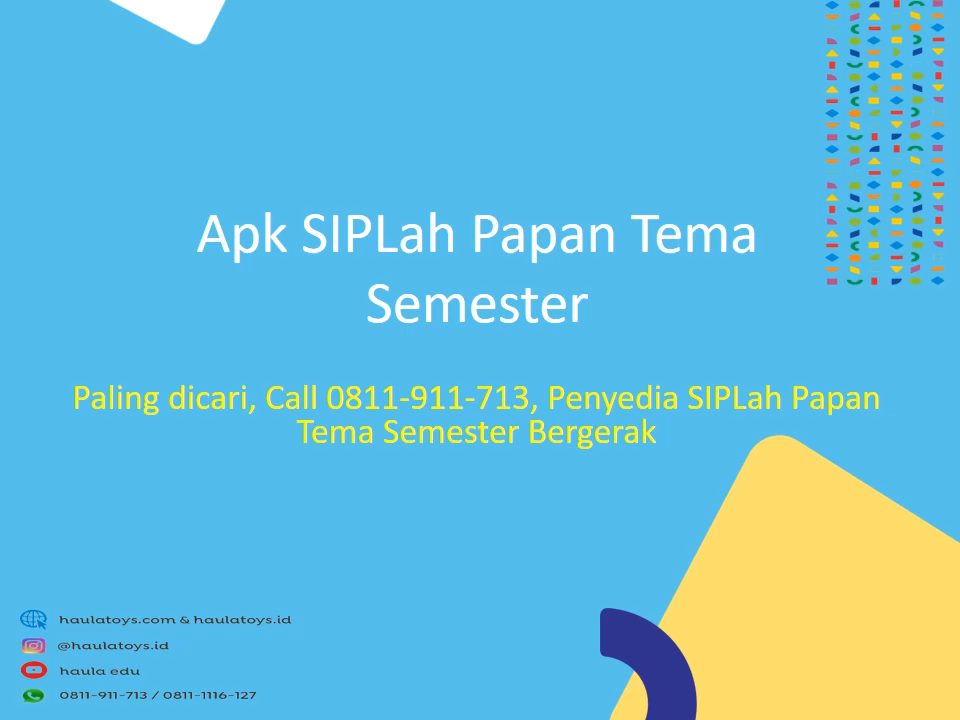 Apk SIPLah Papan Tema
Semester
Paling dicari, Call 0811-911-713, Penyedia SIPLah Papan
Tema Semester Bergerak
haulatoys.com & haulatoys.id
@haulatoys.id
haula edu
0811-911-713 / 0811-1116-127